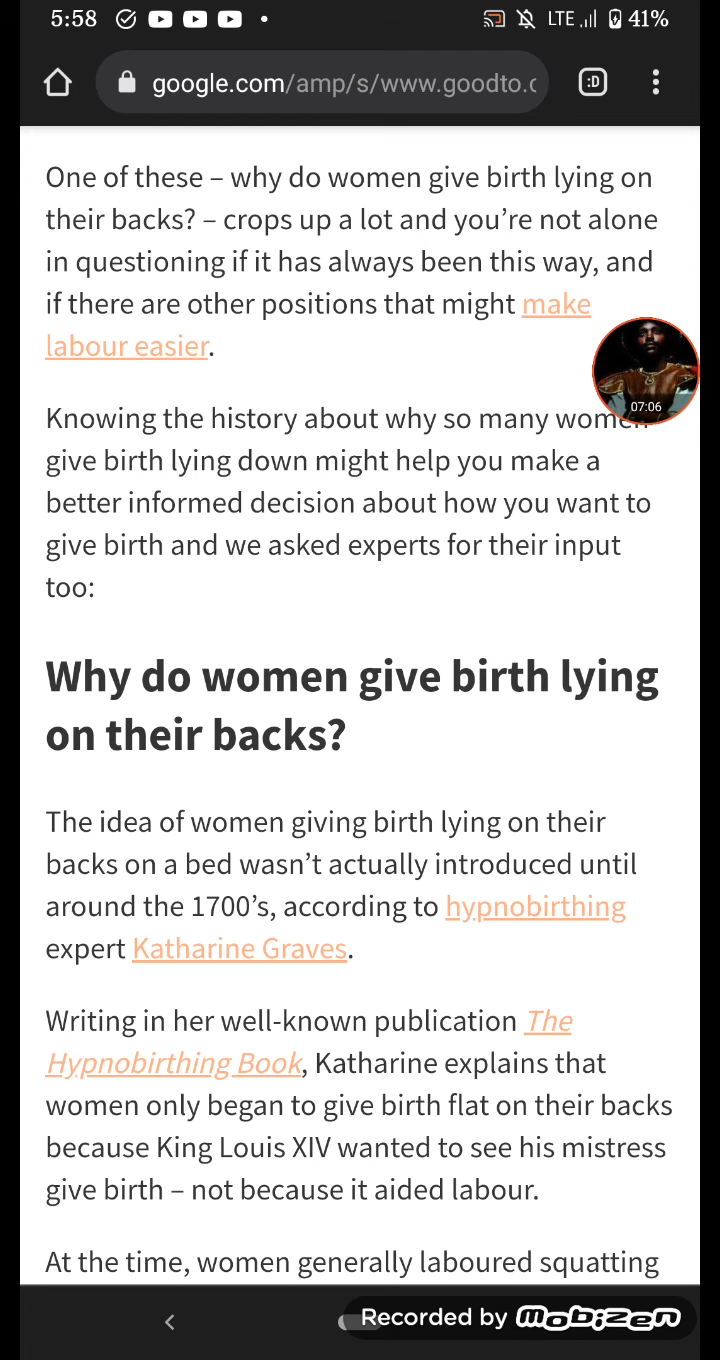 5:58
LTE
41%
google.com/amp/s/www.goodto.c
:D
One of these – why do women give birth lying on
their backs? – crops up a lot and you’re not alone
in questioning if it has always been this way, and
if there are other positions that might make
labour easier.
07:06
Knowing the history about why so many women
give birth lying down might help you make a
better informed decision about how you want to
give birth and we asked experts for their input
too:
Why do women give birth lying
on their backs?
The idea of women giving birth lying on their
backs on a bed wasn’t actually introduced until
around the 1700’s, according to hypnobirthing
expert Katharine Graves.
Writing in her well-known publication The
Hypnobirthing Book, Katharine explains that
women only began to give birth flat on their backs
because King Louis XIV wanted to see his mistress
give birth – not because it aided labour.
At the time, women generally laboured squatting
Recorded by mobizen